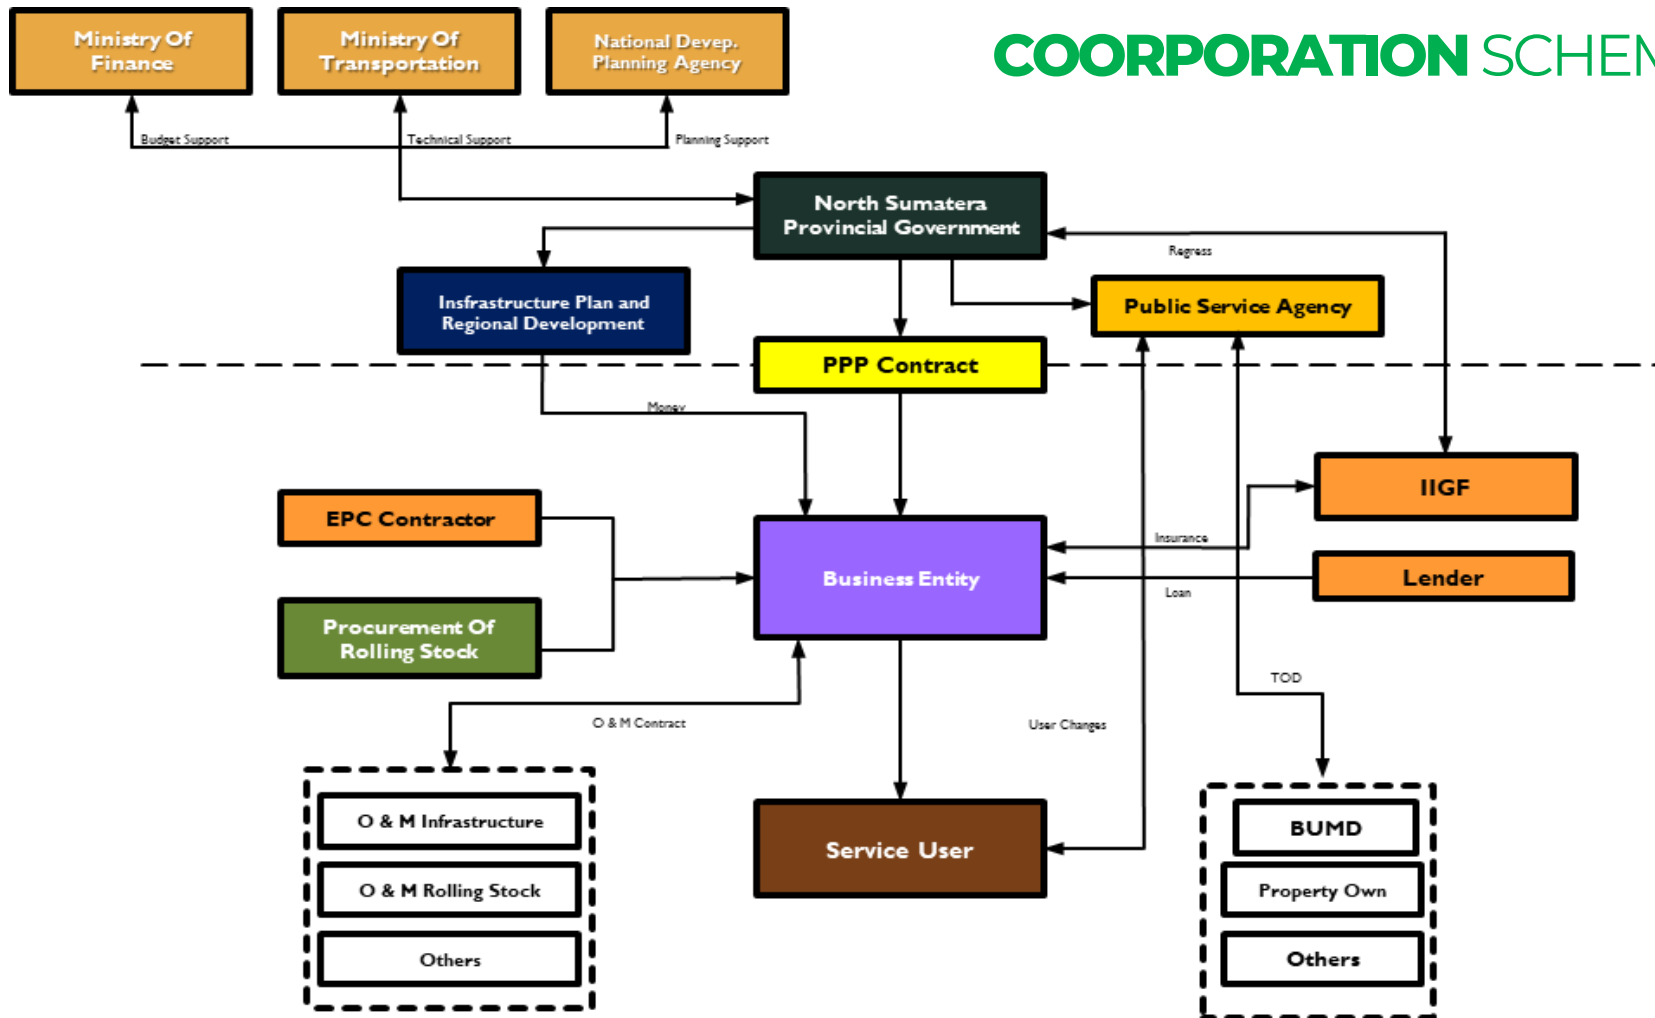 COORPORATION SCHEM
Ministry Of
Finance
Ministry Of
Transportation
National Devep.
Planning Agency
Budget Support
Technical Support
Planning Support
North Sumatera
Provincial Government
Regress
Insfrastructure Plan and
Regional Development
Public Service Agency
PPP Contract
Money
IIGF
EPC Contractor
Insurance
Business Entity
Lender
Loan
Procurement Of
Rolling Stock
TOD
O & M Contract
User Changes
O & M Infrastructure
BUMD
Service User
O & M Rolling Stock
Property Own
Others
Others